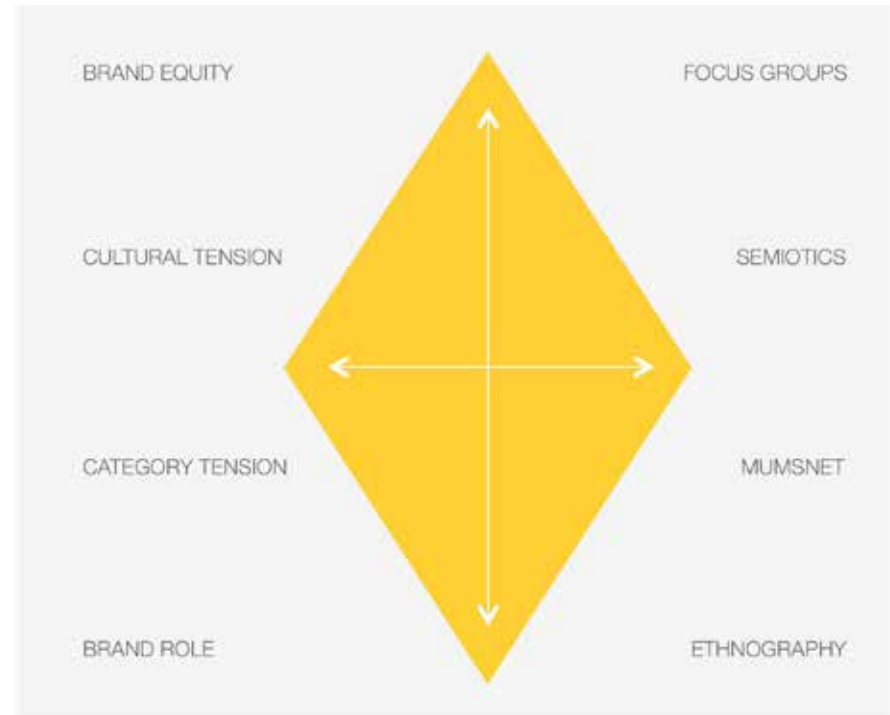 BRAND EQUITY
FOCUS GROUPS
CULTURAL TENSION
SEMIOTICS
CATEGORY TENSION
MUMSNET
BRAND ROLE
ETHNOGRAPHY